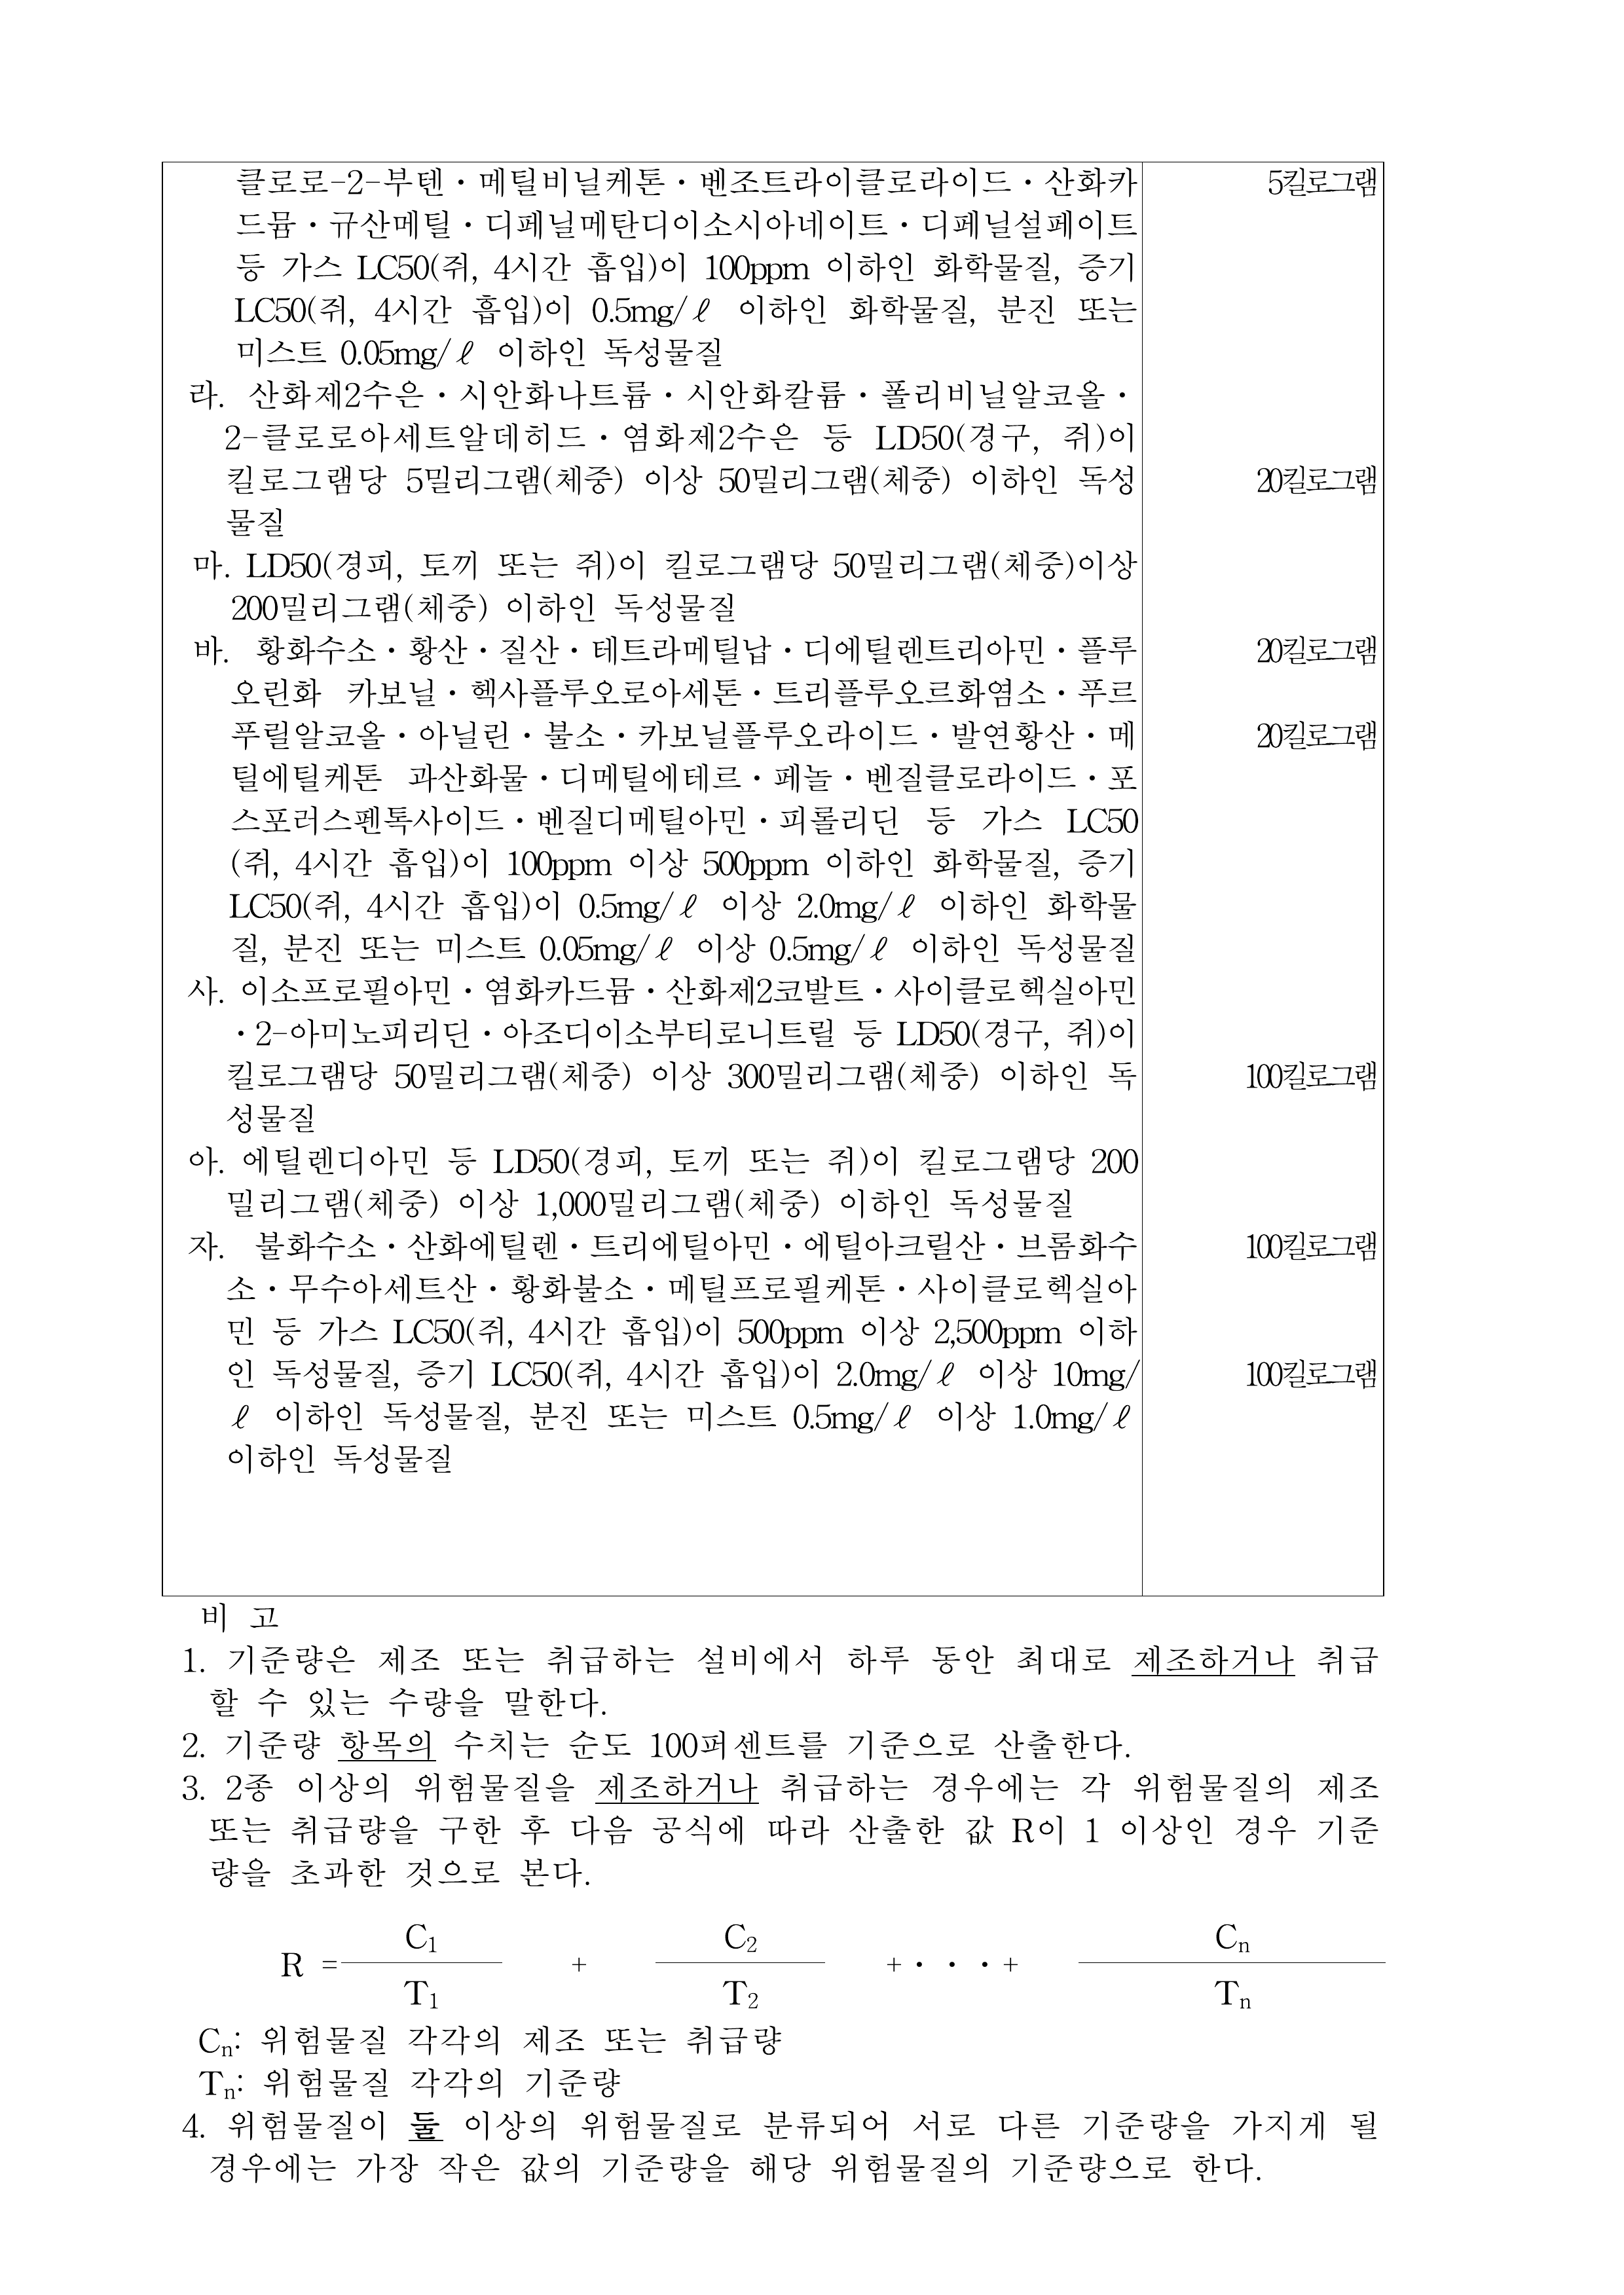 클로로-2-부텐·메틸비닐케톤·벤조트라이클로라이드·산화카 5킬로그램
드뮴·규산메틸·디페닐메탄디이소시아네이트·디페닐설페이트
등 가스 LC50(쥐, 4시간 흡입)이 100ppm 이하인 화학물질, 증기
LC50(쥐, 4시간 흡입)이 0.5mg/ℓ 이하인 화학물질, 분진 또는
미스트 0.05mg/ℓ 이하인 독성물질
라. 산화제2수은·시안화나트륨·시안화칼륨·폴리비닐알코올·
2-클로로아세트알데히드·염화제2수은 등 LD50(경구, 쥐)이
킬로그램당 5밀리그램(체중) 이상 50밀리그램(체중) 이하인 독성 20킬로그램
물질
마. LD50(경피, 토끼 또는 쥐)이 킬로그램당 50밀리그램(체중)이상
200밀리그램(체중) 이하인 독성물질
바. 황화수소·황산·질산·테트라메틸납·디에틸렌트리아민·플루 20킬로그램
오린화 카보닐·헥사플루오로아세톤·트리플루오르화염소·푸르
푸릴알코올·아닐린·불소·카보닐플루오라이드·발연황산·메 20킬로그램
틸에틸케톤 과산화물·디메틸에테르·페놀·벤질클로라이드·포
스포러스펜톡사이드·벤질디메틸아민·피롤리딘 등 가스 LC50
(쥐, 4시간 흡입)이 100ppm 이상 500ppm 이하인 화학물질, 증기
LC50(쥐, 4시간 흡입)이 0.5mg/ℓ 이상 2.0mg/ℓ 이하인 화학물
질, 분진 또는 미스트 0.05mg/ℓ 이상 0.5mg/ℓ 이하인 독성물질
사. 이소프로필아민·염화카드뮴·산화제2코발트·사이클로헥실아민
·2-아미노피리딘·아조디이소부티로니트릴 등 LD50(경구, 쥐)이
킬로그램당 50밀리그램(체중) 이상 300밀리그램(체중) 이하인 독 100킬로그램
성물질
아. 에틸렌디아민 등 LD50(경피, 토끼 또는 쥐)이 킬로그램당 200
밀리그램(체중) 이상 1,000밀리그램(체중) 이하인 독성물질
자. 불화수소·산화에틸렌·트리에틸아민·에틸아크릴산·브롬화수 100킬로그램
소·무수아세트산·황화불소·메틸프로필케톤·사이클로헥실아
민 등 가스 LC50(쥐, 4시간 흡입)이 500ppm 이상 2,500ppm 이하
인 독성물질, 증기 LC50(쥐, 4시간 흡입)이 2.0mg/ℓ 이상 10mg/ 100킬로그램
ℓ 이하인 독성물질, 분진 또는 미스트 0.5mg/ℓ 이상 1.0mg/ℓ
이하인 독성물질
비 고
1. 기준량은 제조 또는 취급하는 설비에서 하루 동안 최대로 제조하거나 취급
할 수 있는 수량을 말한다.
2. 기준량 항목의 수치는 순도 100퍼센트를 기준으로 산출한다.
3. 2종 이상의 위험물질을 제조하거나 취급하는 경우에는 각 위험물질의 제조
또는 취급량을 구한 후 다음 공식에 따라 산출한 값 R이 1 이상인 경우 기준
량을 초과한 것으로 본다.
C1 C2 Cn
R = + +···+
T1 T2 Tn
Cn: 위험물질 각각의 제조 또는 취급량
Tn: 위험물질 각각의 기준량
4. 위험물질이 둘 이상의 위험물질로 분류되어 서로 다른 기준량을 가지게 될
경우에는 가장 작은 값의 기준량을 해당 위험물질의 기준량으로 한다.